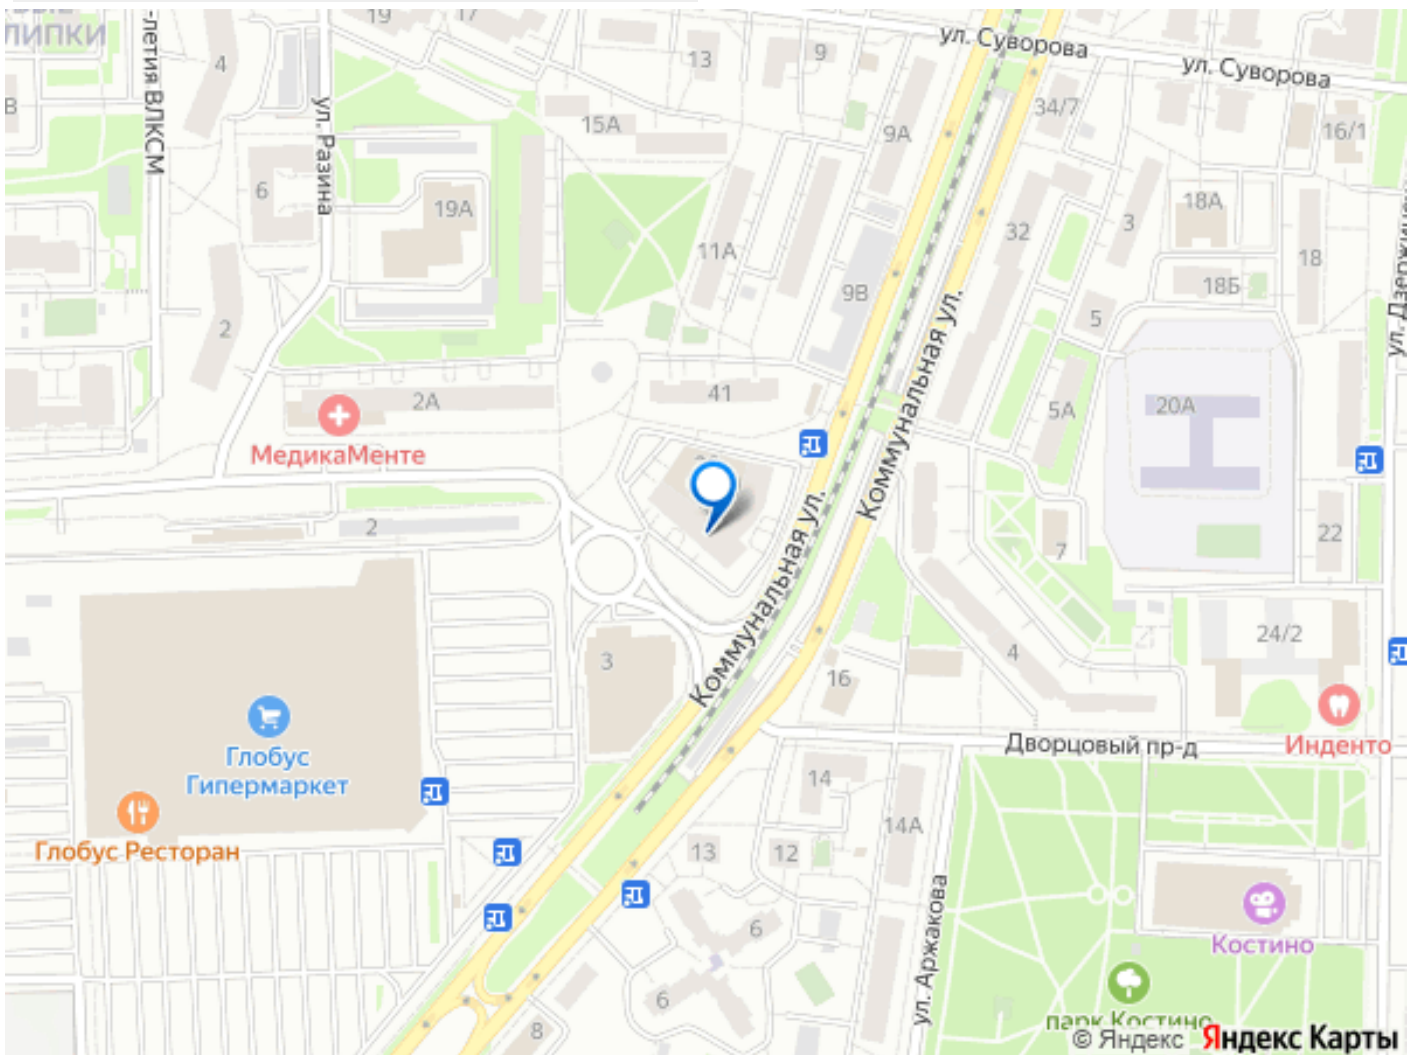 ЛИПКИ
-летия ВЛКСМ
4
19
17
13
9
ул. Суворова
ул. Суворова
34/7
16/1
В
ул. Разина
15А
9А
6
19А
11А
32
3
18А
18
18Б
9В
5
2
Коммунальная ул.
2А
41
5А
20А
МедикаМенте
2
7
22
Коммунальная ул.
3
16
4
24/2
Глобус
Гипермаркет
Дворцовый пр-д
Инденто
14
14А
Глобус Ресторан
13
12
ул. Аржакова
6
6
8
Костино
парк Костино
© Яндекс Яндекс Карты